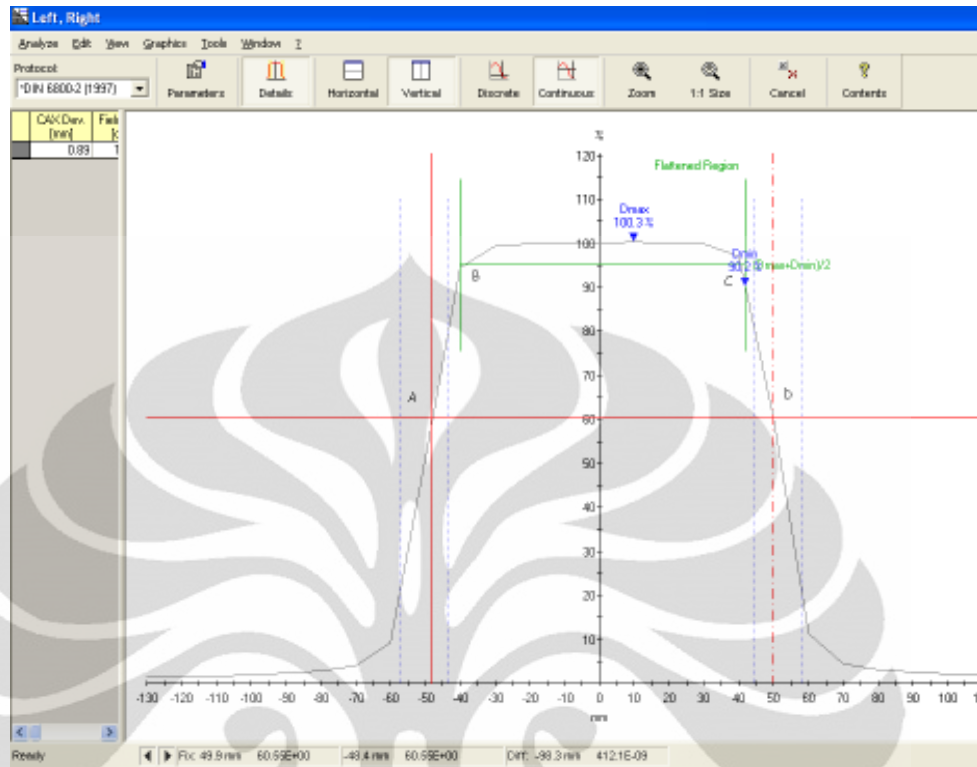 Left, Right
Analyze Edit View Graphics Tools Window ?
Protocol:
*DIN 6800-2 (1997)
Parameters Details Horizontal Vertical Discrete Continuous Zoom 1:1 Size Cancel Contents
CAX Dev. [mm]
0.89
%
120
Flattened Region
110
Dmax
100.3 %
100
Dmin
B
C
90
80
70
A
D
60
50
40
30
20
10
-130 -120 -110 -100 -90 -80 -70 -60 -50 -40 -30 -20 -10 0 10 20 30 40 50 60 70 80 90 100
mm
Ready Fix: 49.9 mm 60.55E+00 -48.4 mm 60.55E+00 Diff: -98.3 mm 412.1E-09